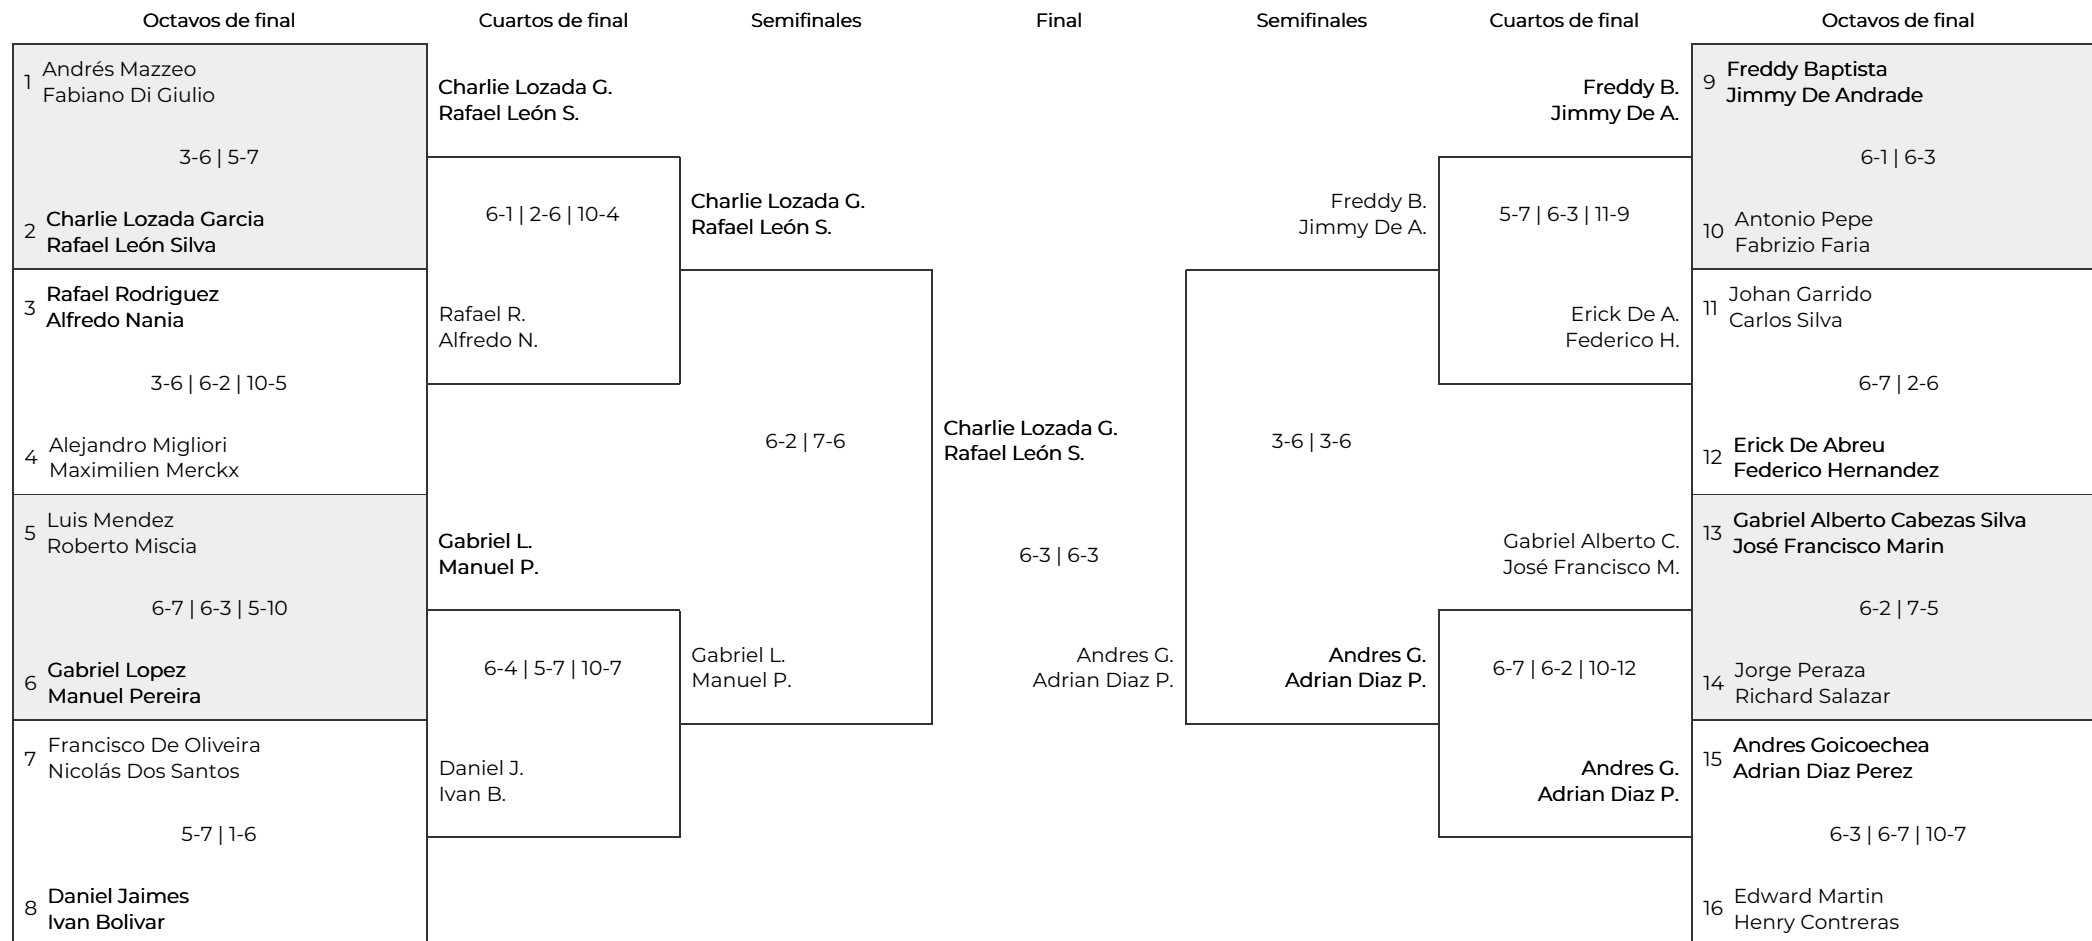 Octavos de final
Cuartos de final
Semifinales
Final
Semifinales
Cuartos de final
Octavos de final
1
Andrés Mazzeo
Fabiano Di Giulio
3-6 | 5-7
2
Charlie Lozada Garcia
Rafael León Silva
3
Rafael Rodriguez
Alfredo Nania
3-6 | 6-2 | 10-5
4
Alejandro Migliori
Maximilien Merckx
5
Luis Mendez
Roberto Miscia
6-7 | 6-3 | 5-10
6
Gabriel Lopez
Manuel Pereira
7
Francisco De Oliveira
Nicolás Dos Santos
5-7 | 1-6
8
Daniel Jaimes
Ivan Bolivar
Charlie Lozada G.
Rafael León S.
6-1 | 2-6 | 10-4
Rafael R.
Alfredo N.
Gabriel L.
Manuel P.
6-4 | 5-7 | 10-7
Daniel J.
Ivan B.
Charlie Lozada G.
Rafael León S.
6-2 | 7-6
Gabriel L.
Manuel P.
Charlie Lozada G.
Rafael León S.
6-3 | 6-3
Andres G.
Adrian Diaz P.
Freddy B.
Jimmy De A.
3-6 | 3-6
Andres G.
Adrian Diaz P.
Freddy B.
Jimmy De A.
5-7 | 6-3 | 11-9
Erick De A.
Federico H.
Gabriel Alberto C.
José Francisco M.
6-7 | 6-2 | 10-12
Andres G.
Adrian Diaz P.
9
Freddy Baptista
Jimmy De Andrade
6-1 | 6-3
10
Antonio Pepe
Fabrizio Faria
11
Johan Garrido
Carlos Silva
6-7 | 2-6
12
Erick De Abreu
Federico Hernandez
13
Gabriel Alberto Cabezas Silva
José Francisco Marin
6-2 | 7-5
14
Jorge Peraza
Richard Salazar
15
Andres Goicoechea
Adrian Diaz Perez
6-3 | 6-7 | 10-7
16
Edward Martin
Henry Contreras